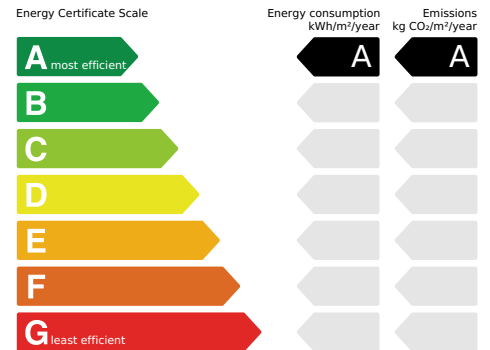 Energy Certificate Scale
Energy consumption
kWh/m²/year
Emissions
kg CO₂/m²/year
A most efficient
A
A
B
C
D
E
F
G least efficient